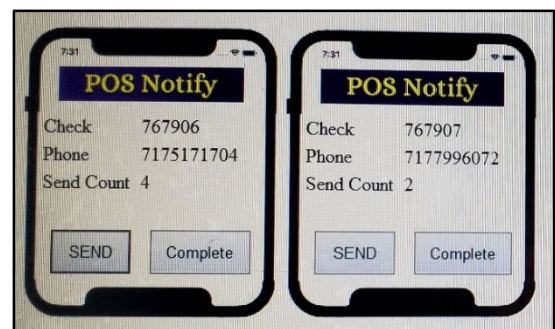 7:31
POS Notify
Check 767906
Phone 7175171704
Send Count 4
SEND Complete
7:31
POS Notify
Check 767907
Phone 7177996072
Send Count 2
SEND Complete